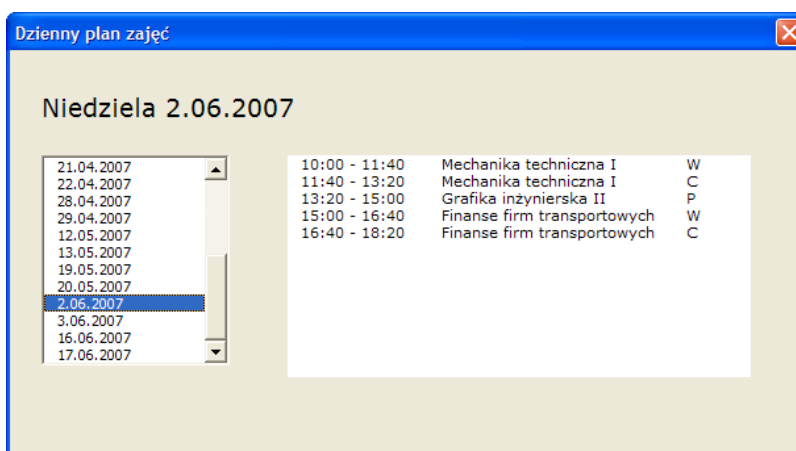 Dzienny plan zajęć
Niedziela 2.06.2007
21.04.2007
22.04.2007
28.04.2007
29.04.2007
12.05.2007
13.05.2007
19.05.2007
20.05.2007
2.06.2007
3.06.2007
16.06.2007
17.06.2007
10:00 - 11:40 Mechanika techniczna I W
11:40 - 13:20 Mechanika techniczna I C
13:20 - 15:00 Grafika inżynierska II P
15:00 - 16:40 Finanse firm transportowych W
16:40 - 18:20 Finanse firm transportowych C